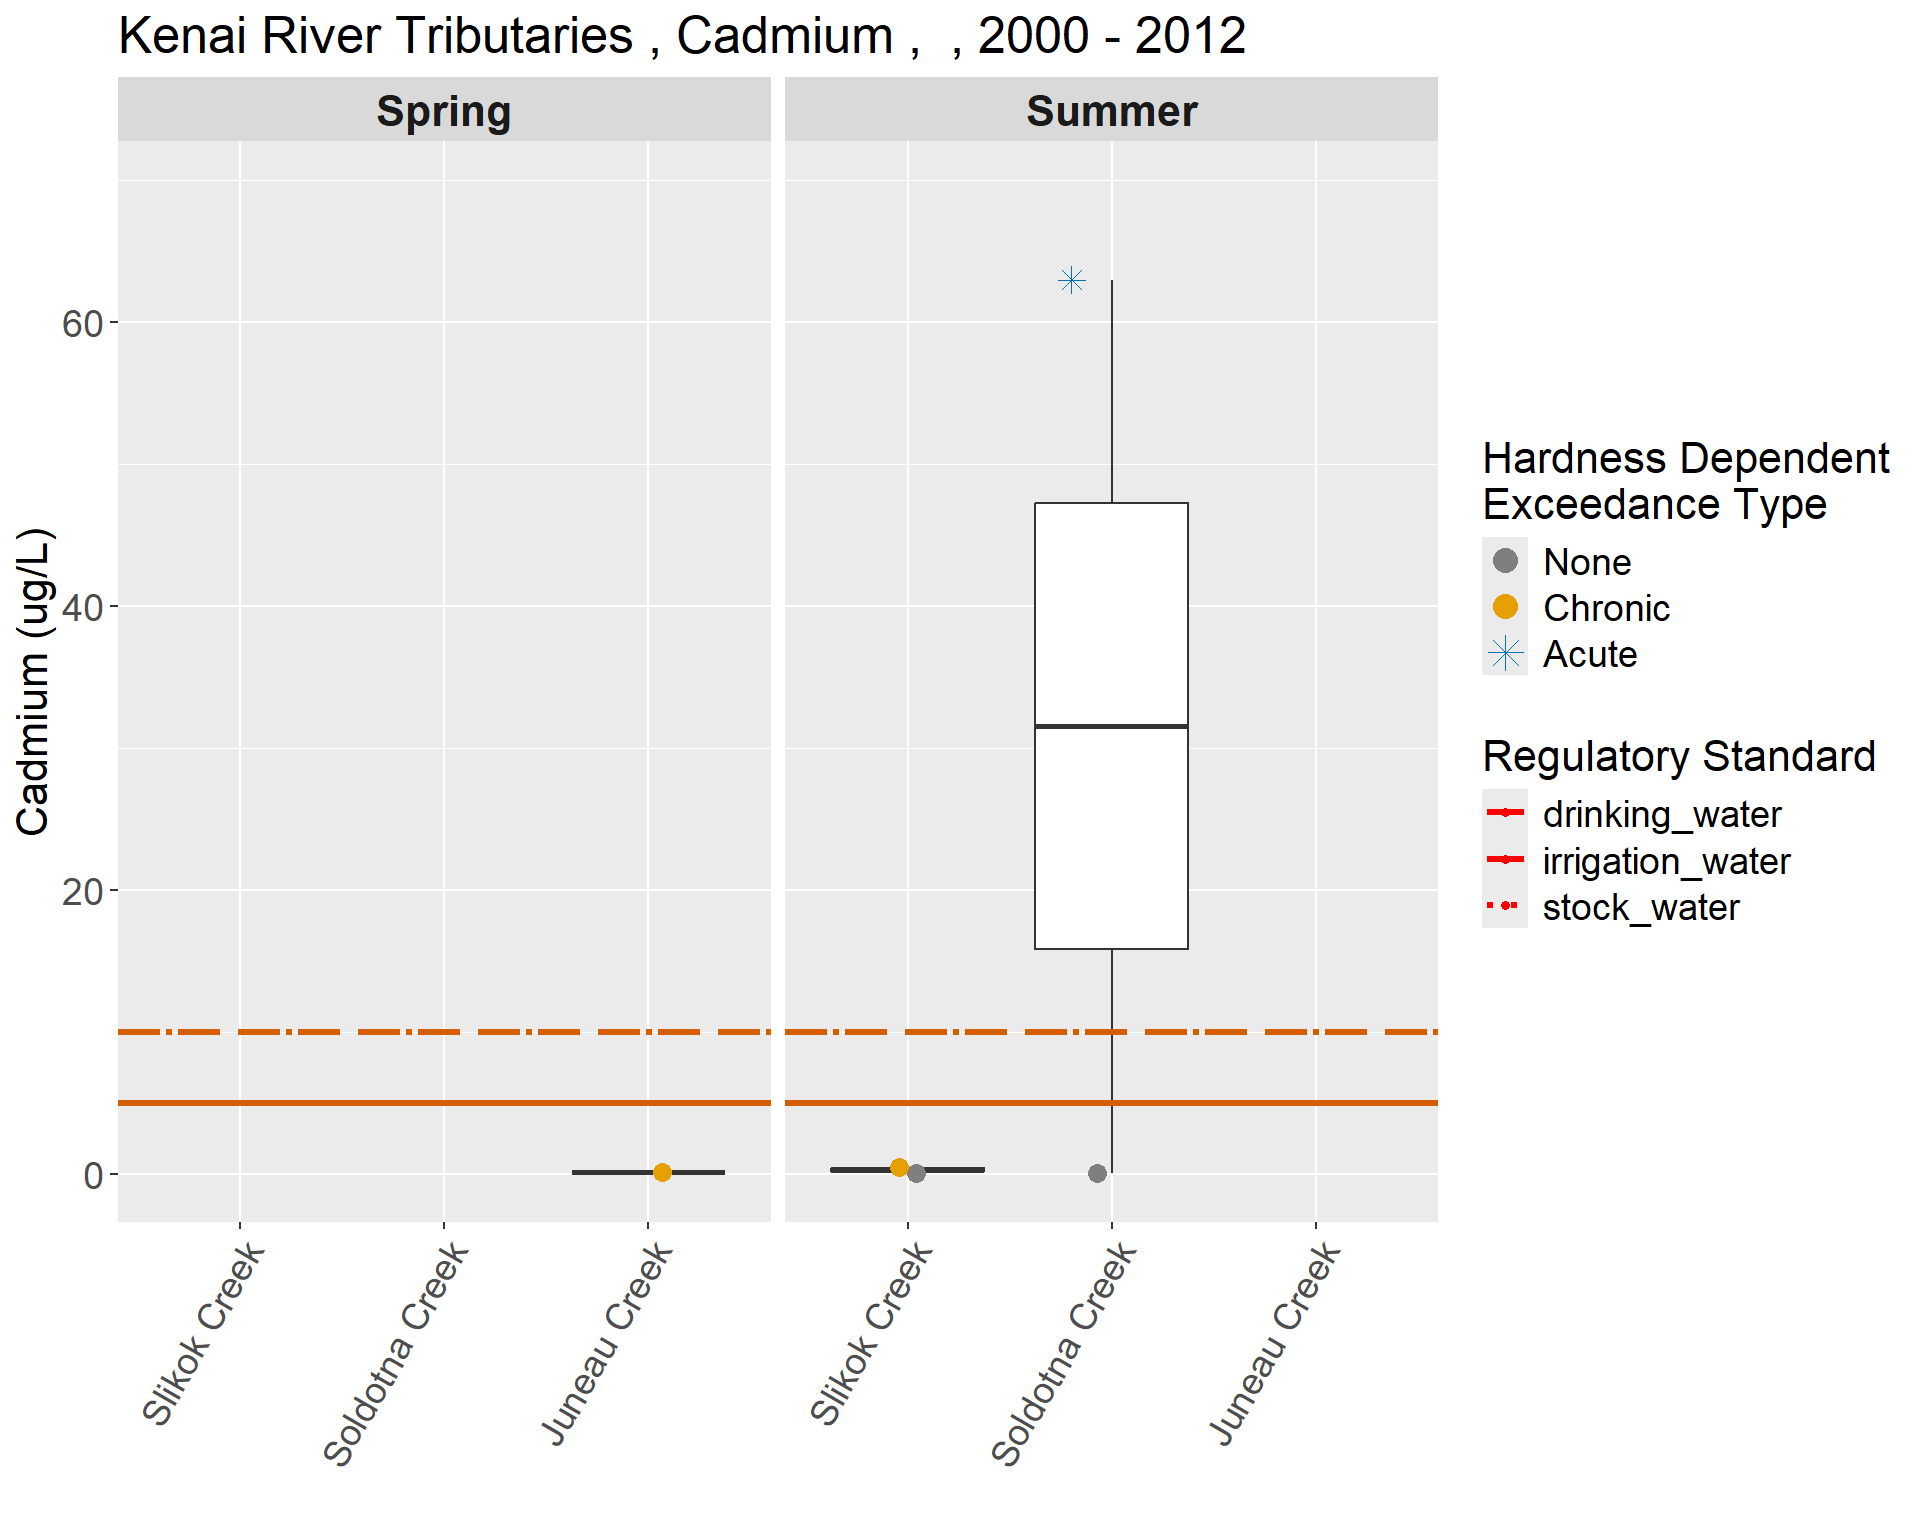 Kenai River Tributaries , Cadmium ,  , 2000 - 2012
Spring
Summer
Cadmium (ug/L)
60
40
20
0
Slikok Creek
Soldotna Creek
Juneau Creek
Slikok Creek
Soldotna Creek
Juneau Creek
Hardness Dependent
Exceedance Type
None
Chronic
Acute
Regulatory Standard
drinking_water
irrigation_water
stock_water